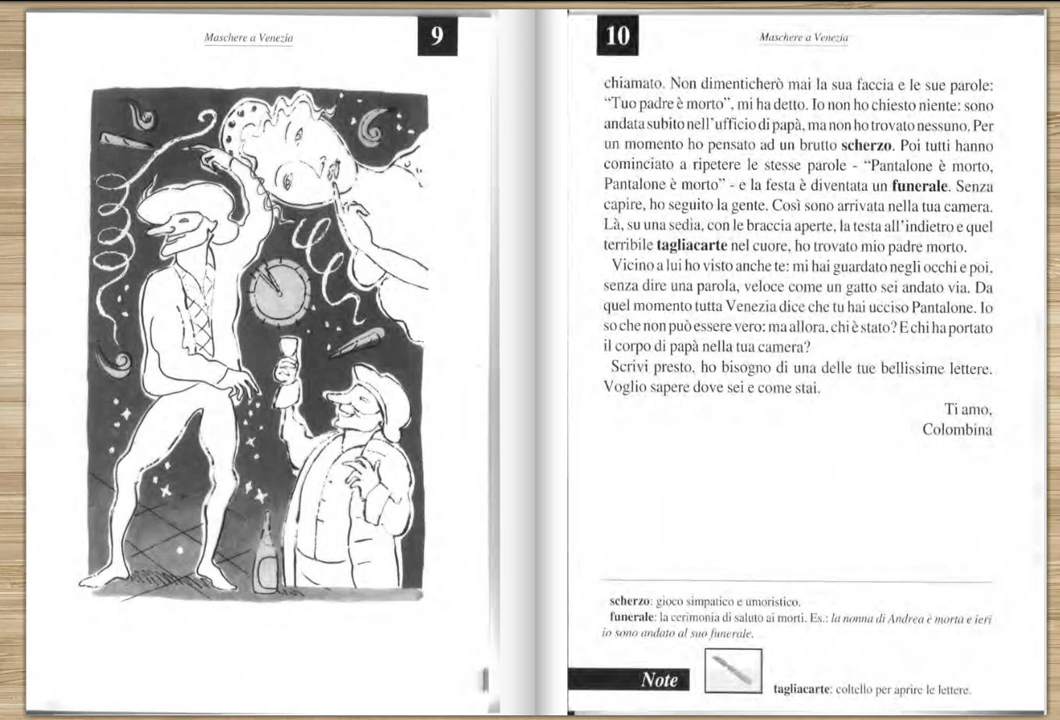 Maschere a Venezia
9
10
Maschere a Venezia
chiamato. Non dimenticherò mai la sua faccia e le sue parole:
“Tuo padre è morto”, mi ha detto. Io non ho chiesto niente: sono
andata subito nell'ufficio di papà, ma non ho trovato nessuno. Per
un momento ho pensato ad un brutto scherzo. Poi tutti hanno
cominciato a ripetere le stesse parole - “Pantalone è morto,
Pantalone è morto” - e la festa è diventata un funerale. Senza
capire, ho seguito la gente. Così sono arrivata nella tua camera.
Là, su una sedia, con le braccia aperte, la testa all'indietro e quel
terribile tagliacarte nel cuore, ho trovato mio padre morto.
Vicino a lui ho visto anche te: mi hai guardato negli occhi e poi,
senza dire una parola, veloce come un gatto sei andato via. Da
quel momento tutta Venezia dice che tu hai ucciso Pantalone. Io
so che non può essere vero: ma allora, chi è stato? E chi ha portato
il corpo di papà nella tua camera?
Scrivi presto, ho bisogno di una delle tue bellissime lettere.
Voglio sapere dove sei e come stai.
Ti amo,
Colombina
scherzo: gioco simpatico e umoristico.
funerale: la cerimonia di saluto ai morti. Es.: la nonna di Andrea è morta e ieri
io sono andato al suo funerale.
Note
tagliacarte: coltello per aprire le lettere.